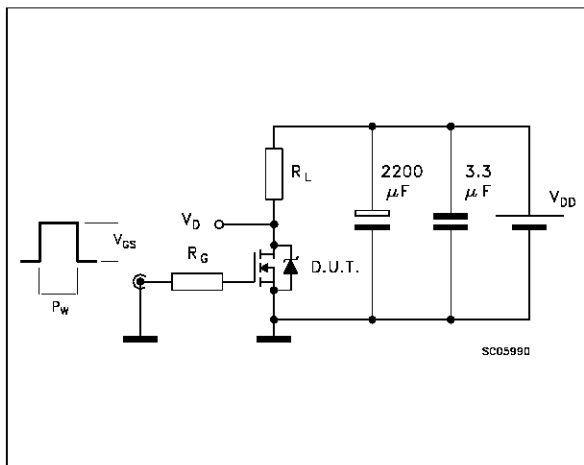 2200
μF
3.3
μF
R_L
V_DD
V_D
V_GS
R_G
D.U.T.
P_W
SC05990